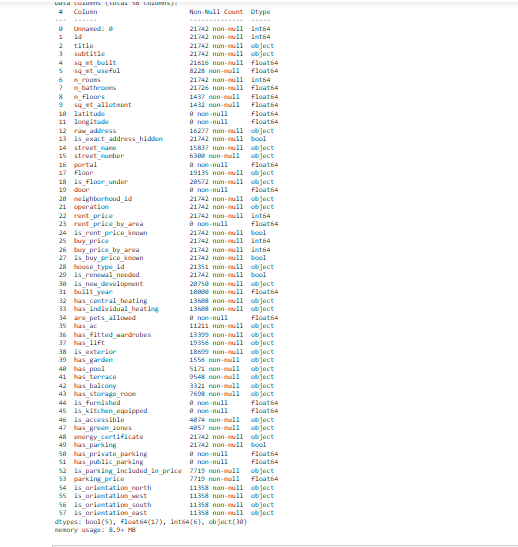 Data columns (total 58 columns):
#   Column   Non-Null Count   Dtype
---   ------   --------------   -----
0   Unnamed: 0   21742 non-null   int64
1   id   21742 non-null   int64
2   title   21742 non-null   object
3   subtitle   21742 non-null   object
4   sq_mt_built   21616 non-null   float64
5   sq_mt_useful   8228 non-null   float64
6   n_rooms   21742 non-null   int64
7   n_bathrooms   21726 non-null   float64
8   n_floors   1437 non-null   float64
9   sq_mt_allotment   1432 non-null   float64
10   latitude   0 non-null   float64
11   longitude   0 non-null   float64
12   raw_address   16277 non-null   object
13   is_exact_address_hidden   21742 non-null   bool
14   street_name   15837 non-null   object
15   street_number   6300 non-null   object
16   portal   0 non-null   float64
17   floor   19135 non-null   object
18   is_floor_under   20572 non-null   object
19   door   0 non-null   float64
20   neighborhood_id   21742 non-null   object
21   operation   21742 non-null   object
22   rent_price   21742 non-null   int64
23   rent_price_by_area   0 non-null   float64
24   is_rent_price_known   21742 non-null   bool
25   buy_price   21742 non-null   int64
26   buy_price_by_area   21742 non-null   int64
27   is_buy_price_known   21742 non-null   bool
28   house_type_id   21351 non-null   object
29   is_renewal_needed   21742 non-null   bool
30   is_new_development   20750 non-null   object
31   built_year   10000 non-null   float64
32   has_central_heating   13608 non-null   object
33   has_individual_heating   13608 non-null   object
34   are_pets_allowed   0 non-null   float64
35   has_ac   11211 non-null   object
36   has_fitted_wardrobes   13399 non-null   object
37   has_lift   19356 non-null   object
38   is_exterior   18699 non-null   object
39   has_garden   1556 non-null   object
40   has_pool   5171 non-null   object
41   has_terrace   9548 non-null   object
42   has_balcony   3321 non-null   object
43   has_storage_room   7698 non-null   object
44   is_furnished   0 non-null   float64
45   is_kitchen_equipped   0 non-null   float64
46   is_accessible   4074 non-null   object
47   has_green_zones   4057 non-null   object
48   energy_certificate   21742 non-null   object
49   has_parking   21742 non-null   bool
50   has_private_parking   0 non-null   float64
51   has_public_parking   0 non-null   float64
52   is_parking_included_in_price   7719 non-null   object
53   parking_price   7719 non-null   float64
54   is_orientation_north   11358 non-null   object
55   is_orientation_west   11358 non-null   object
56   is_orientation_south   11358 non-null   object
57   is_orientation_east   11358 non-null   object
dtypes: bool(5), float64(17), int64(6), object(30)
memory usage: 8.9+ MB